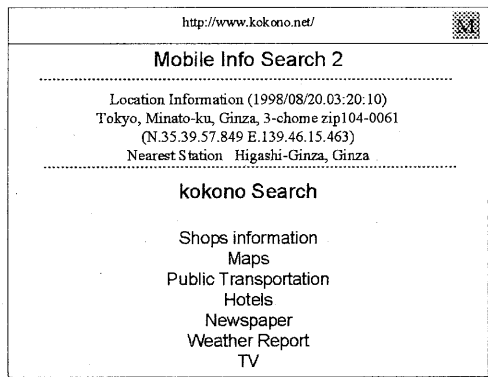 http://www.kokono.net/
M
Mobile Info Search 2
Location Information (1998/08/20.03:20:10)
Tokyo, Minato-ku, Ginza, 3-chome zip104-0061
(N.35.39.57.849 E.139.46.15.463)
Nearest Station Higashi-Ginza, Ginza
kokono Search
Shops information
Maps
Public Transportation
Hotels
Newspaper
Weather Report
TV